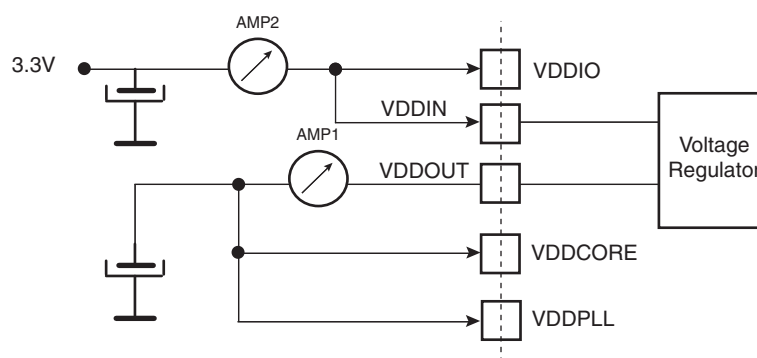 AMP2
3.3V
VDDIO
VDDIN
AMP1
Voltage
Regulator
VDDOUT
VDDCORE
VDDPLL